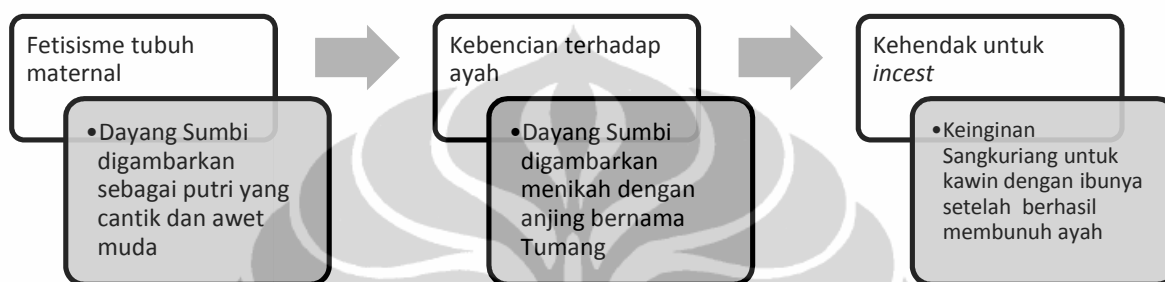 Fetisisme tubuh
maternal
•Dayang Sumbi
digambarkan
sebagai putri yang
cantik dan awet
muda
Kebencian terhadap
ayah
•Dayang Sumbi
digambarkan
menikah dengan
anjing bernama
Tumang
Kehendak untuk
incest
•Keinginan
Sangkuriang untuk
kawin dengan ibunya
setelah berhasil
membunuh ayah